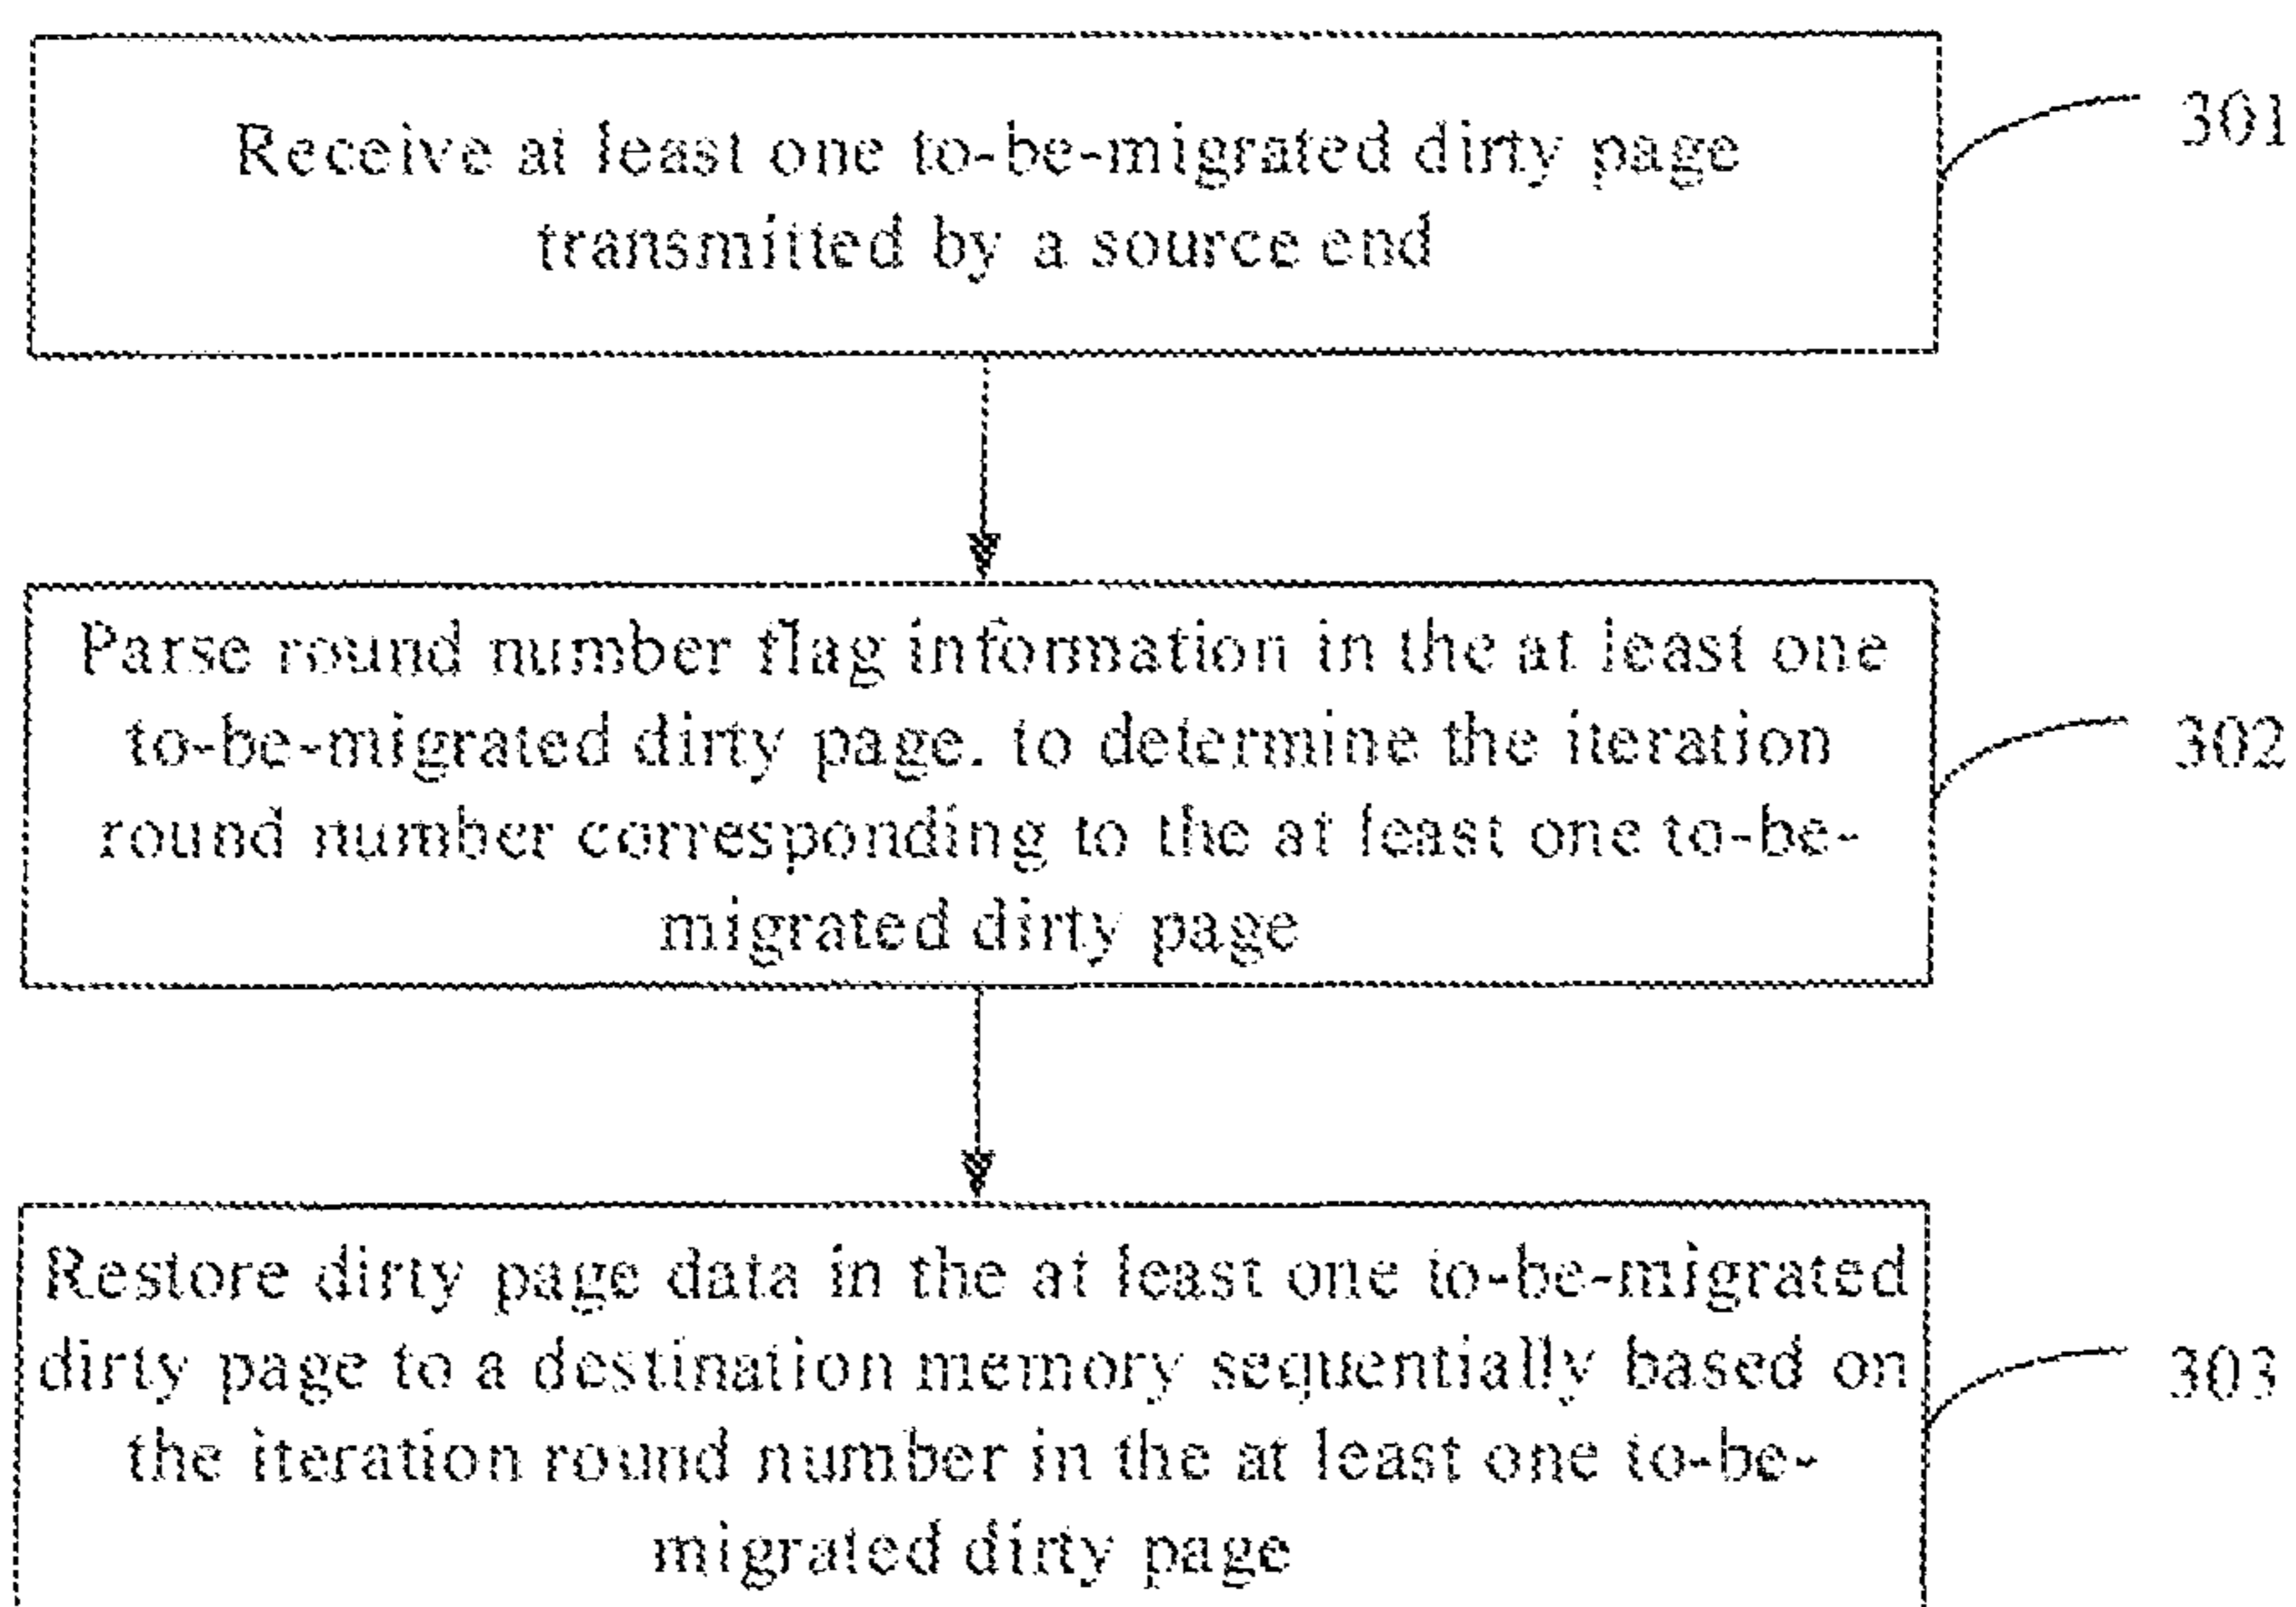 Receive at least one to-be-migrated dirty page
transmitted by a source end
301
Parse round number flag information in the at least one
to-be-migrated dirty page. to determine the iteration
round number corresponding to the at least one to-be-
migrated dirty page
302
Restore dirty page data in the at least one to-be-migrated
dirty page to a destination memory sequentially based on
the iteration round number in the at least one to-be-
migrated dirty page
303